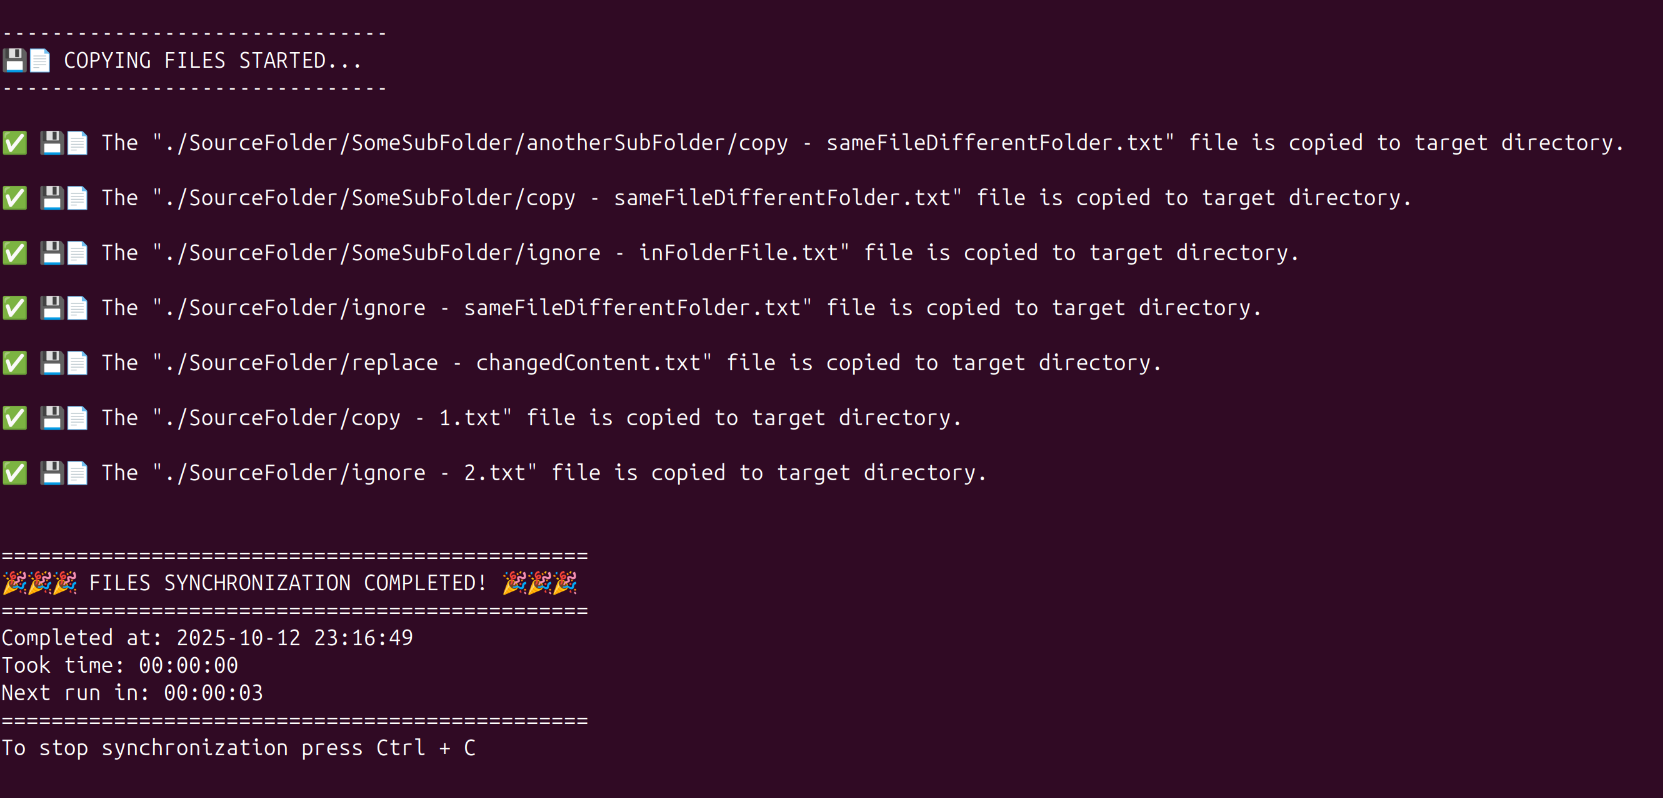 -------------------------------
💾📄 COPYING FILES STARTED...
-------------------------------
✅ 💾📄 The "./SourceFolder/SomeSubFolder/anotherSubFolder/copy - sameFileDifferentFolder.txt" file is copied to target directory.
✅ 💾📄 The "./SourceFolder/SomeSubFolder/copy - sameFileDifferentFolder.txt" file is copied to target directory.
✅ 💾📄 The "./SourceFolder/SomeSubFolder/ignore - inFolderFile.txt" file is copied to target directory.
✅ 💾📄 The "./SourceFolder/ignore - sameFileDifferentFolder.txt" file is copied to target directory.
✅ 💾📄 The "./SourceFolder/replace - changedContent.txt" file is copied to target directory.
✅ 💾📄 The "./SourceFolder/copy - 1.txt" file is copied to target directory.
✅ 💾📄 The "./SourceFolder/ignore - 2.txt" file is copied to target directory.
===============================================
🎉🎉🎉 FILES SYNCHRONIZATION COMPLETED! 🎉🎉🎉
===============================================
Completed at: 2025-10-12 23:16:49
Took time: 00:00:00
Next run in: 00:00:03
===============================================
To stop synchronization press Ctrl + C